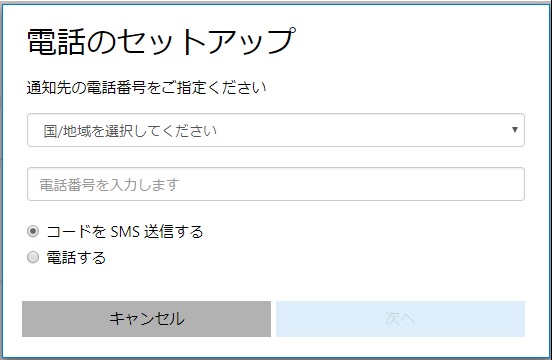 電話のセットアップ
通知先の電話番号をご指定ください
国/地域を選択してください
電話番号を入力します
コードを SMS 送信する
電話する
キャンセル
次へ